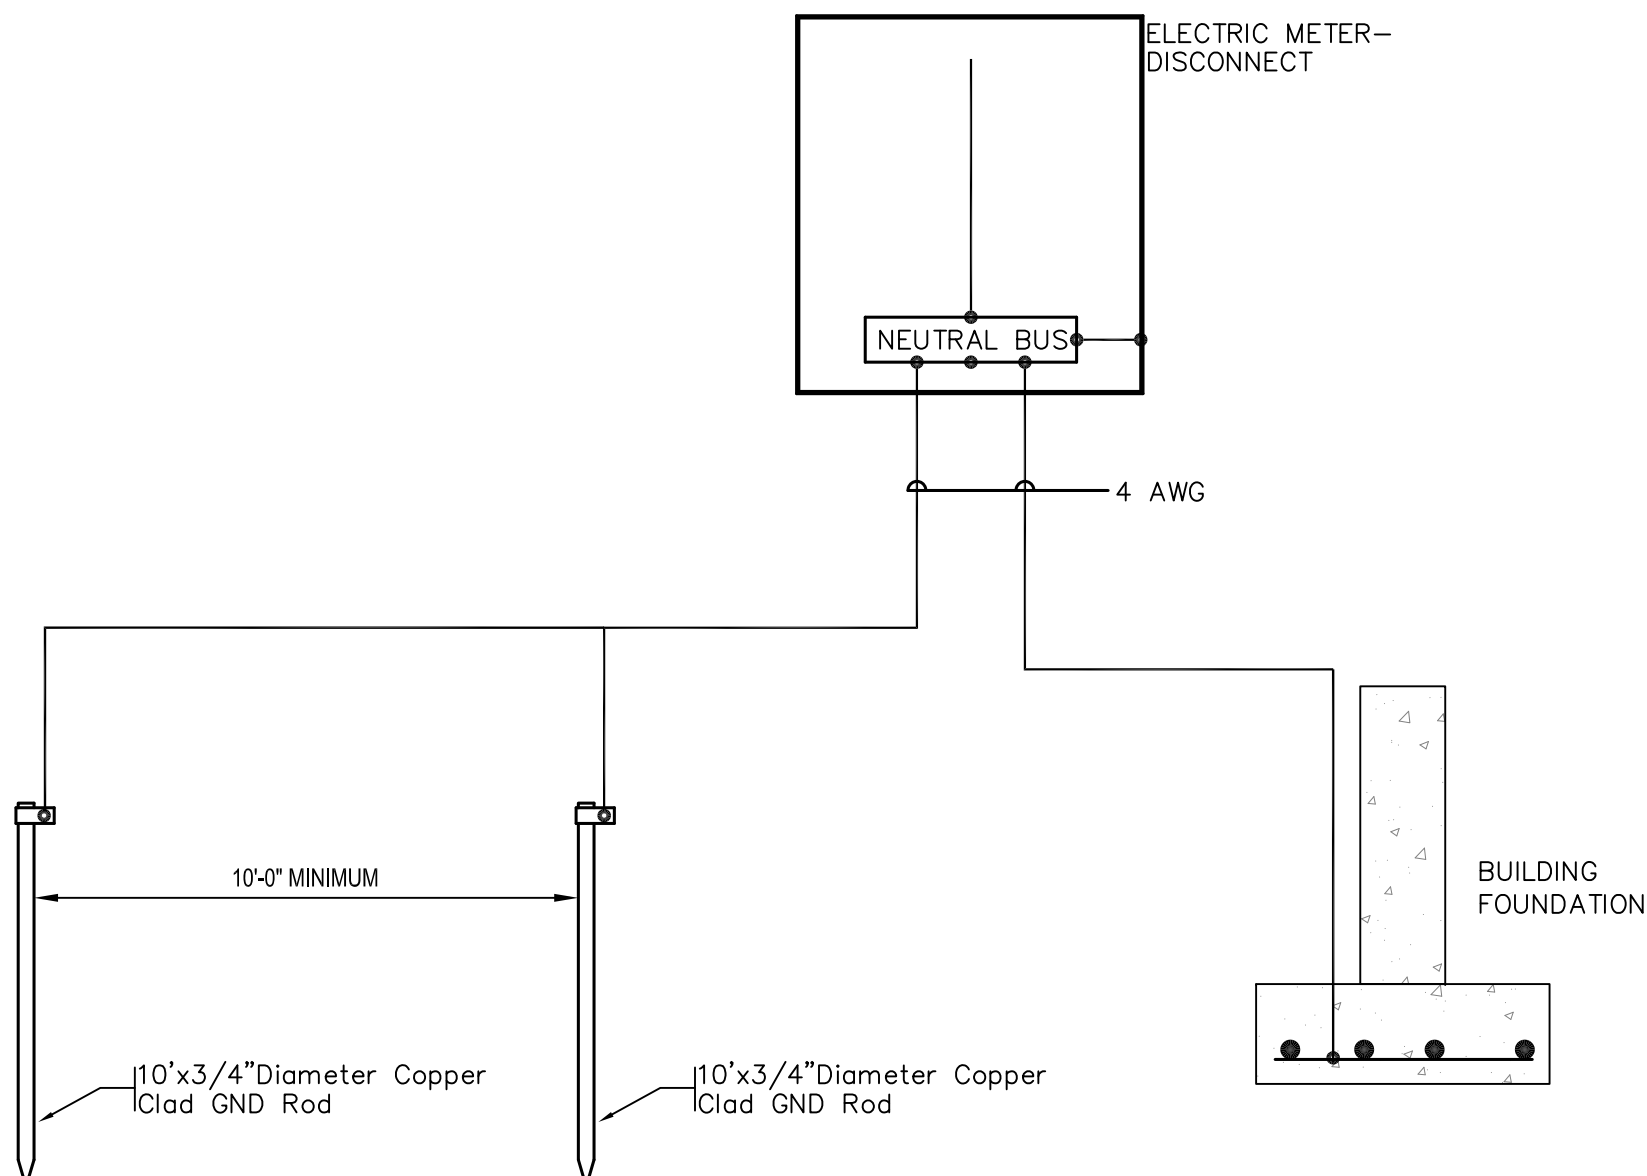 ELECTRIC METER–
DISCONNECT
NEUTRAL BUS
4 AWG
10'-0" MINIMUM
BUILDING
FOUNDATION
10'x3/4"Diameter Copper
Clad GND Rod
10'x3/4"Diameter Copper
Clad GND Rod